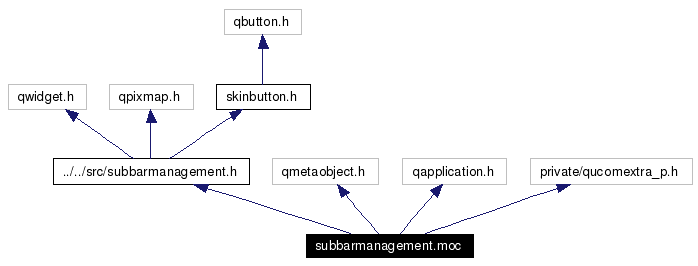 qbutton.h
qwidget.h
qpixmap.h
skinbutton.h
../../src/subbarmanagement.h
qmetaobject.h
qapplication.h
private/qucomextra_p.h
subbarmanagement.moc